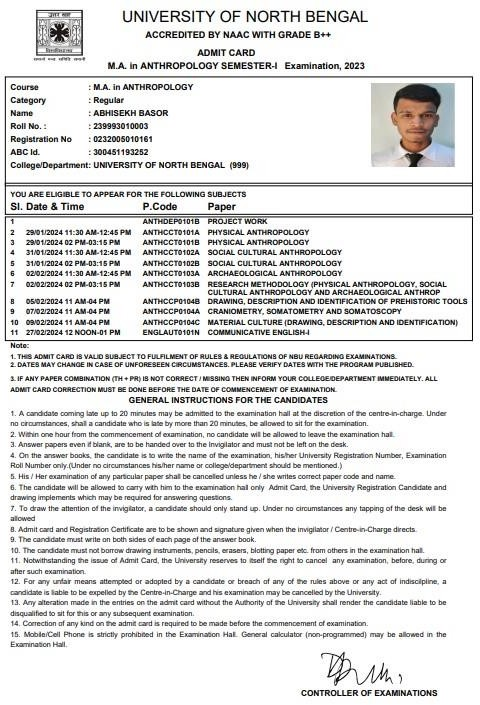 उत्तर बंग
विश्वविद्यालय
समानो मन्त्र: समिति: समानी
UNIVERSITY OF NORTH BENGAL
ACCREDITED BY NAAC WITH GRADE B++
ADMIT CARD
M.A. in ANTHROPOLOGY SEMESTER-I Examination, 2023
Course : M.A. in ANTHROPOLOGY
Category : Regular
Name : ABHISEKH BASOR
Roll No. : 239993010003
Registration No : 0232005010161
ABC Id. : 300451193252
College/Department: UNIVERSITY OF NORTH BENGAL (999)
YOU ARE ELIGIBLE TO APPEAR FOR THE FOLLOWING SUBJECTS
Sl. Date & Time P.Code Paper
1 ANTHDEP0101B PROJECT WORK
2 29/01/2024 11:30 AM-12:45 PM ANTHCCT0101A PHYSICAL ANTHROPOLOGY
3 29/01/2024 02 PM-03:15 PM ANTHCCT0101B PHYSICAL ANTHROPOLOGY
4 31/01/2024 11:30 AM-12:45 PM ANTHCCT0102A SOCIAL CULTURAL ANTHROPOLOGY
5 31/01/2024 02 PM-03:15 PM ANTHCCT0102B SOCIAL CULTURAL ANTHROPOLOGY
6 02/02/2024 11:30 AM-12:45 PM ANTHCCT0103A ARCHAEOLOGICAL ANTHROPOLOGY
7 02/02/2024 02 PM-03:15 PM ANTHCCT0103B RESEARCH METHODOLOGY (PHYSICAL ANTHROPOLOGY, SOCIAL
CULTURAL ANTHROPOLOGY AND ARCHAEOLOGICAL ANTHROP
8 05/02/2024 11 AM-04 PM ANTHCCP0104B DRAWING, DESCRIPTION AND IDENTIFICATION OF PREHISTORIC TOOLS
9 07/02/2024 11 AM-04 PM ANTHCCP0104A CRANIOMETRY, SOMATOMETRY AND SOMATOSCOPY
10 09/02/2024 11 AM-04 PM ANTHCCP0104C MATERIAL CULTURE (DRAWING, DESCRIPTION AND IDENTIFICATION)
11 27/02/2024 12 NOON-01 PM ENGLAUT0101N COMMUNICATIVE ENGLISH-I
Note:
1. THIS ADMIT CARD IS VALID SUBJECT TO FULFILMENT OF RULES & REGULATIONS OF NBU REGARDING EXAMINATIONS.
2. DATES MAY CHANGE IN CASE OF UNFORESEEN CIRCUMSTANCES. PLEASE VERIFY DATES WITH THE PROGRAM PUBLISHED.
3. IF ANY PAPER COMBINATION (TH + PR) IS NOT CORRECT / MISSING THEN INFORM YOUR COLLEGE/DEPARTMENT IMMEDIATELY. ALL
ADMIT CARD CORRECTION MUST BE DONE BEFORE THE DATE OF COMMENCEMENT OF EXAMINATION.
GENERAL INSTRUCTIONS FOR THE CANDIDATES
1. A candidate coming late up to 20 minutes may be admitted to the examination hall at the discretion of the centre-in-charge. Under
no circumstances, shall a candidate who is late by more than 20 minutes, be allowed to sit for the examination.
2. Within one hour from the commencement of examination, no candidate will be allowed to leave the examination hall.
3. Answer papers even if blank, are to be handed over to the Invigilator and must not be left on the desk.
4. On the answer books, the candidate is to write the name of the examination, his/her University Registration Number, Examination
Roll Number only.(Under no circumstances his/her name or college/department should be mentioned.)
5. His / Her examination of any particular paper shall be cancelled unless he / she writes correct paper code and name.
6. The candidate will be allowed to carry with him to the examination hall only Admit Card, the University Registration Candidate and
drawing implements which may be required for answering questions.
7. To draw the attention of the invigilator, a candidate should only stand up. Under no circumstances any tapping of the desk will be
allowed
8. Admit card and Registration Certificate are to be shown and signature given when the invigilator / Centre-in-Charge directs.
9. The candidate must write on both sides of each page of the answer book.
10. The candidate must not borrow drawing instruments, pencils, erasers, blotting paper etc. from others in the examination hall.
11. Notwithstanding the issue of Admit Card, the University reserves to itself the right to cancel any examination, before, during or
after such examination.
12. For any unfair means attempted or adopted by a candidate or breach of any of the rules above or any act of indiscilpine, a
candidate is liable to be expelled by the Centre-in-Charge and his examination may be cancelled by the University.
13. Any alteration made in the entries on the admit card without the Authority of the University shall render the candidate liable to be
disqualified to sit for this or any subsequent examination.
14. Correction of any kind on the admit card is required to be made before the commencement of examination.
15. Mobile/Cell Phone is strictly prohibited in the Examination Hall. General calculator (non-programmed) may be allowed in the
Examination Hall.
CONTROLLER OF EXAMINATIONS